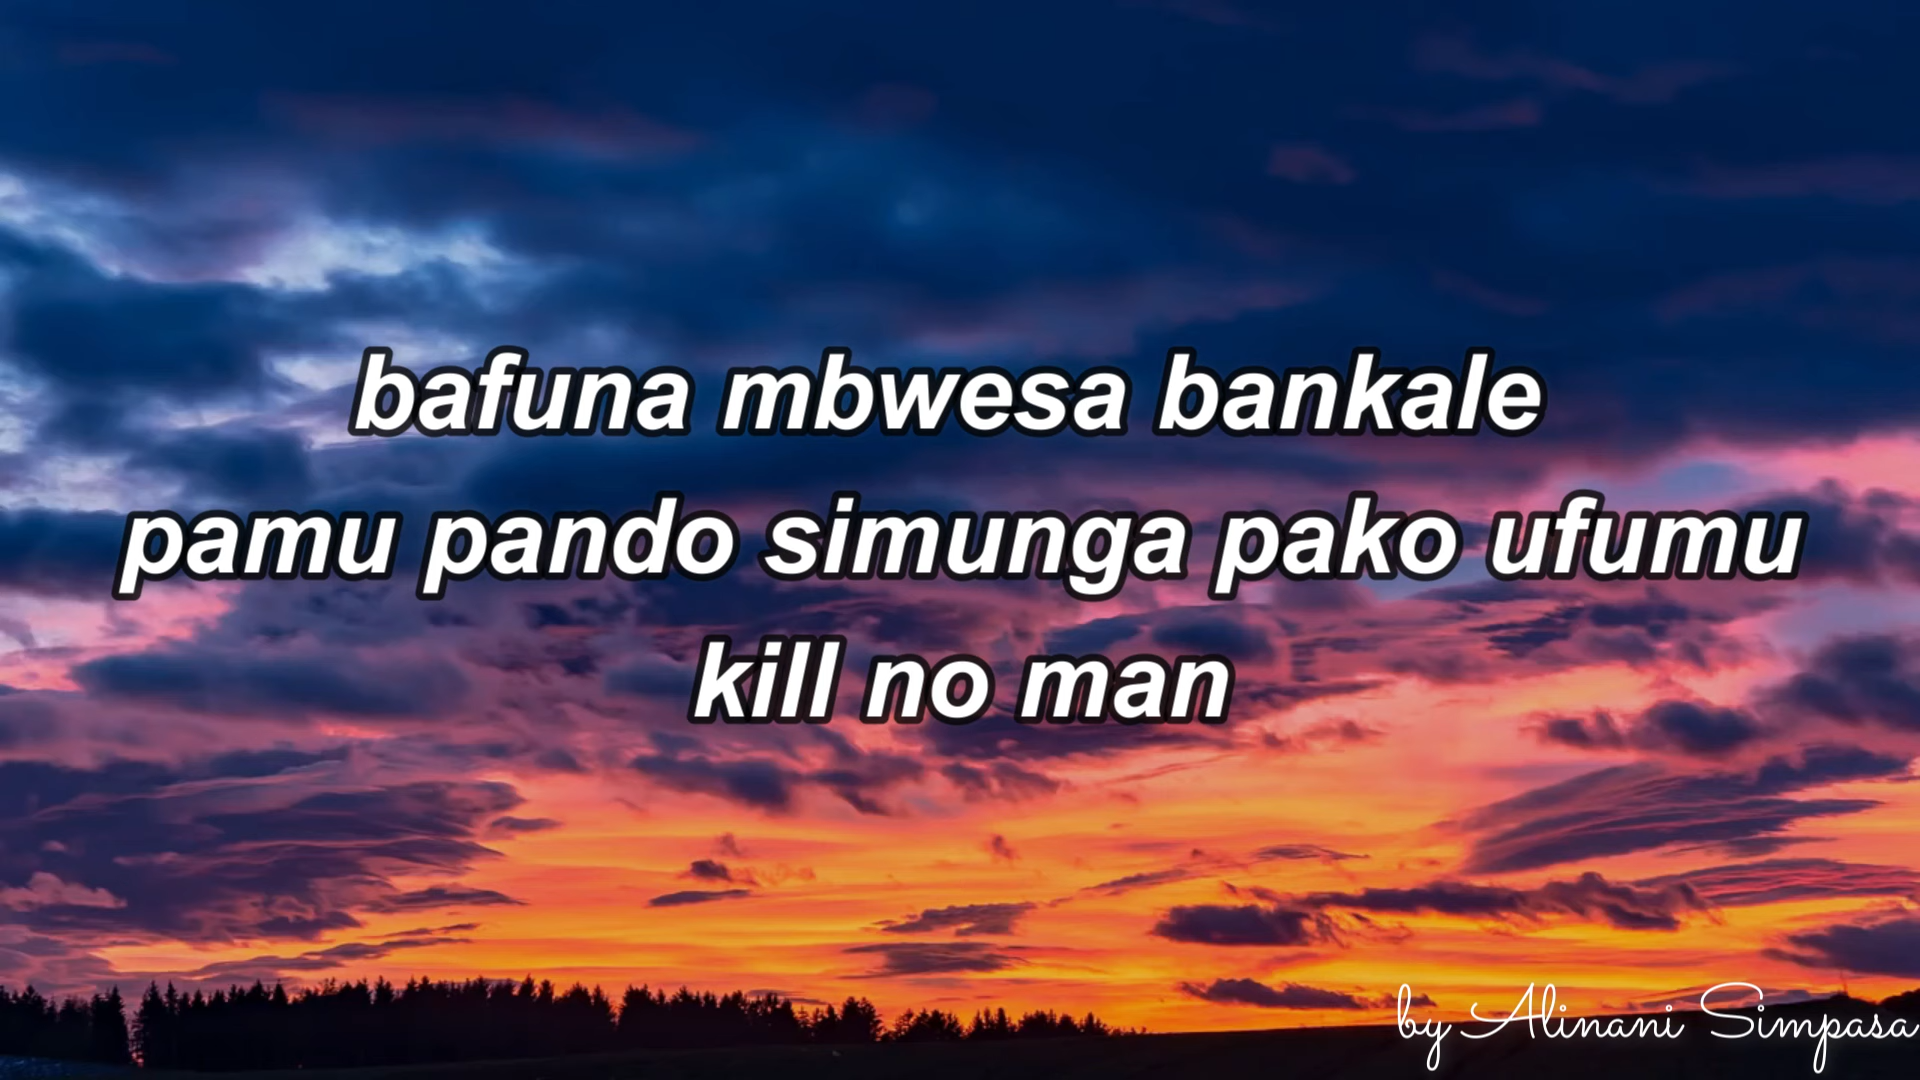 bafuna mbwesa bankale
pamu pando simunga pako ufumu
kill no man
by Alinani Simpasa